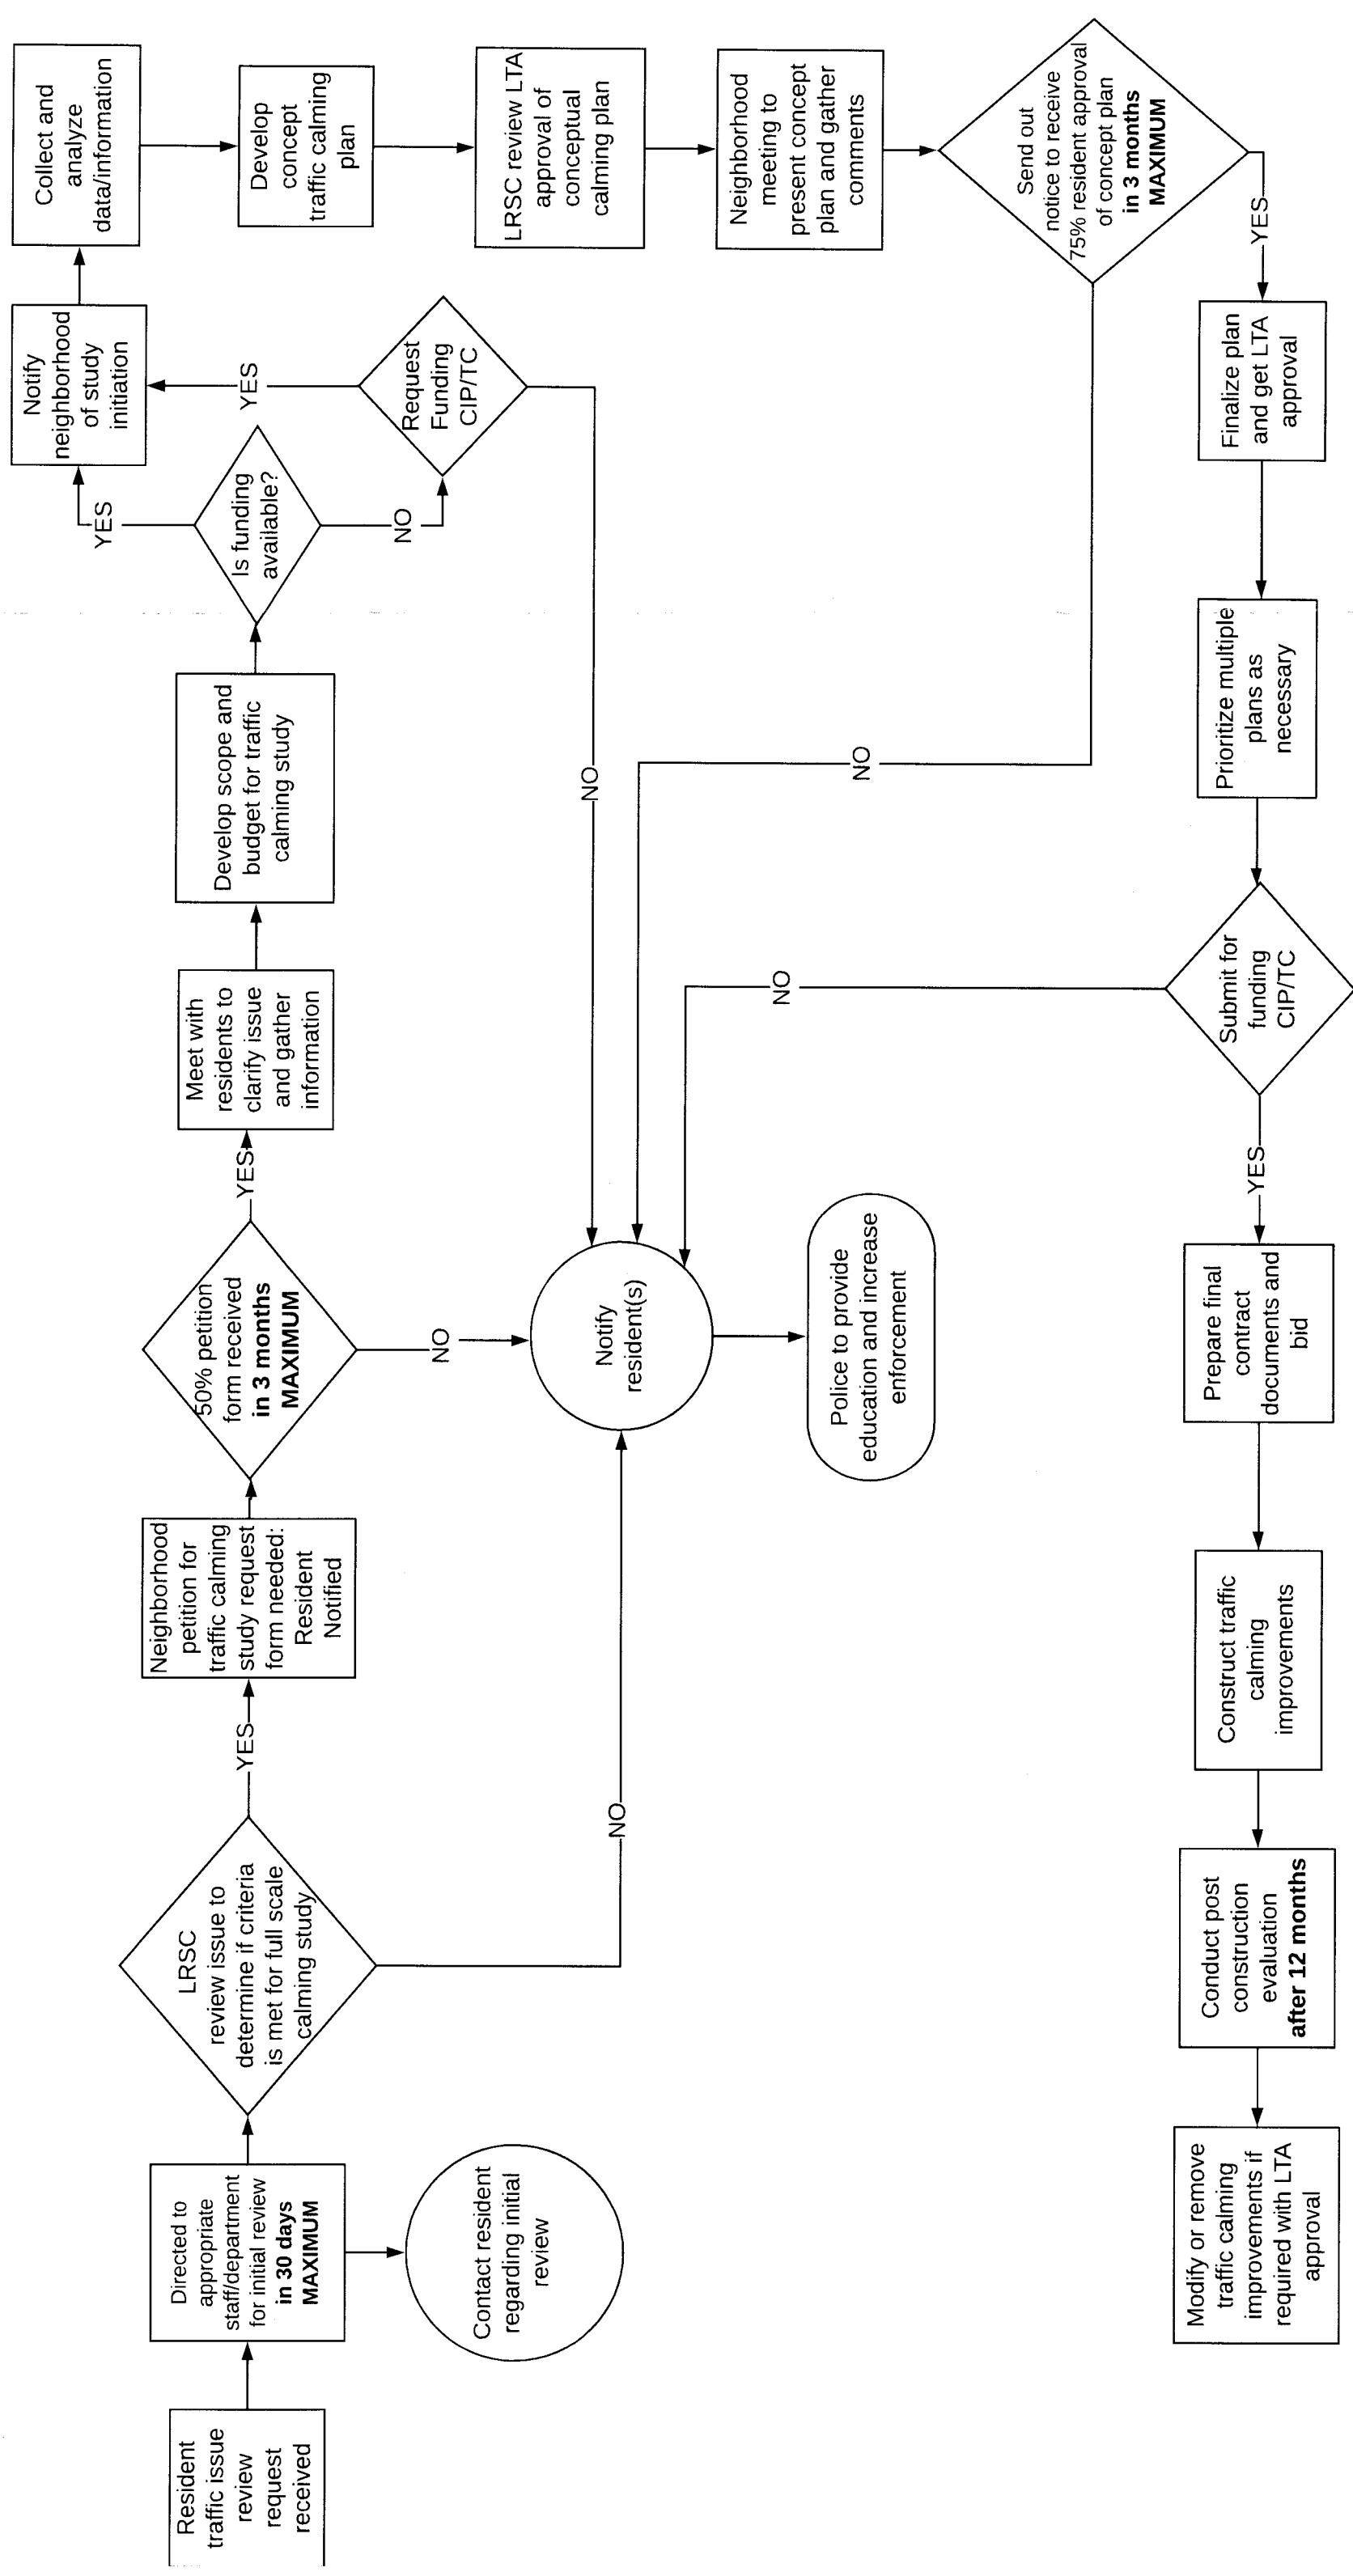 Resident
traffic issue
review
request
received
Directed to
appropriate
staff/department
for initial review
in 30 days
MAXIMUM
Contact resident
regarding initial
review
LRSC
review issue to
determine if criteria
is met for full scale
calming study
YES
NO
Neighborhood
petition for
traffic calming
study request
form needed:
Resident
Notified
50% petition
form received
in 3 months
MAXIMUM
YES
NO
Meet with
residents to
clarify issue
and gather
information
Develop scope and
budget for traffic
calming study
Is funding
available?
YES
NO
Request
Funding
CIP/TC
YES
NO
Notify
neighborhood
of study
initiation
Collect and
analyze
data/information
Develop
concept
traffic calming
plan
LRSC review LTA
approval of
conceptual
calming plan
Neighborhood
meeting to
present concept
plan and gather
comments
Send out
notice to receive
75% resident approval
of concept plan
in 3 months
MAXIMUM
NO
YES
Notify
resident(s)
Police to provide
education and increase
enforcement
Finalize plan
and get LTA
approval
Prioritize multiple
plans as
necessary
Submit for
funding
CIP/TC
NO
YES
Prepare final
contract
documents and
bid
Construct traffic
calming
improvements
Conduct post
construction
evaluation
after 12 months
Modify or remove
traffic calming
improvements if
required with LTA
approval